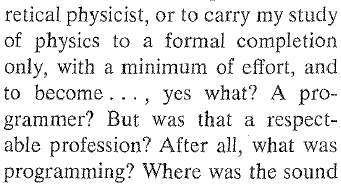 retical physicist, or to carry my study
of physics to a formal completion
only, with a minimum of effort, and
to become . . . , yes what? A pro-
grammer? But was that a respect-
able profession? After all, what was
programming? Where was the sound